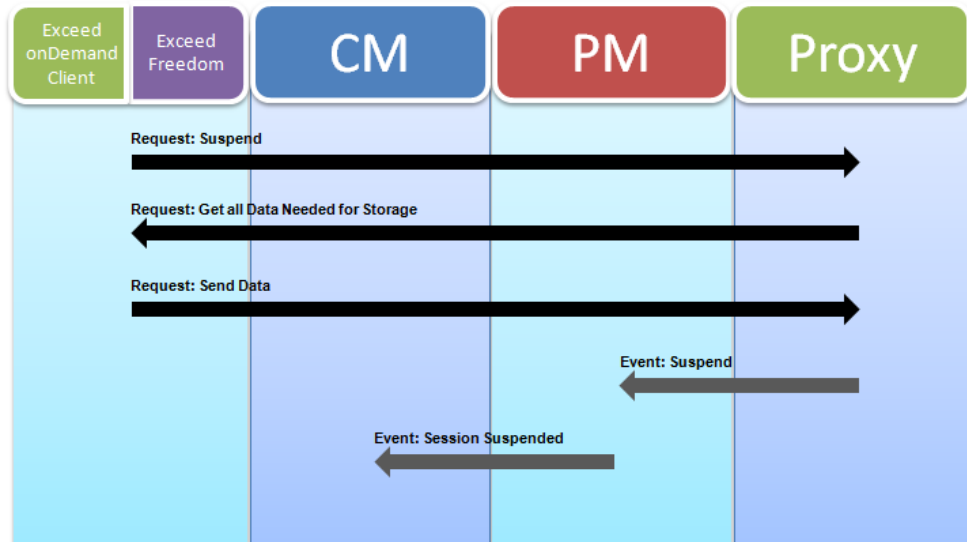 Exceed
onDemand
Client
Exceed
Freedom
CM
PM
Proxy
Request: Suspend
Request: Get all Data Needed for Storage
Request: Send Data
Event: Suspend
Event: Session Suspended